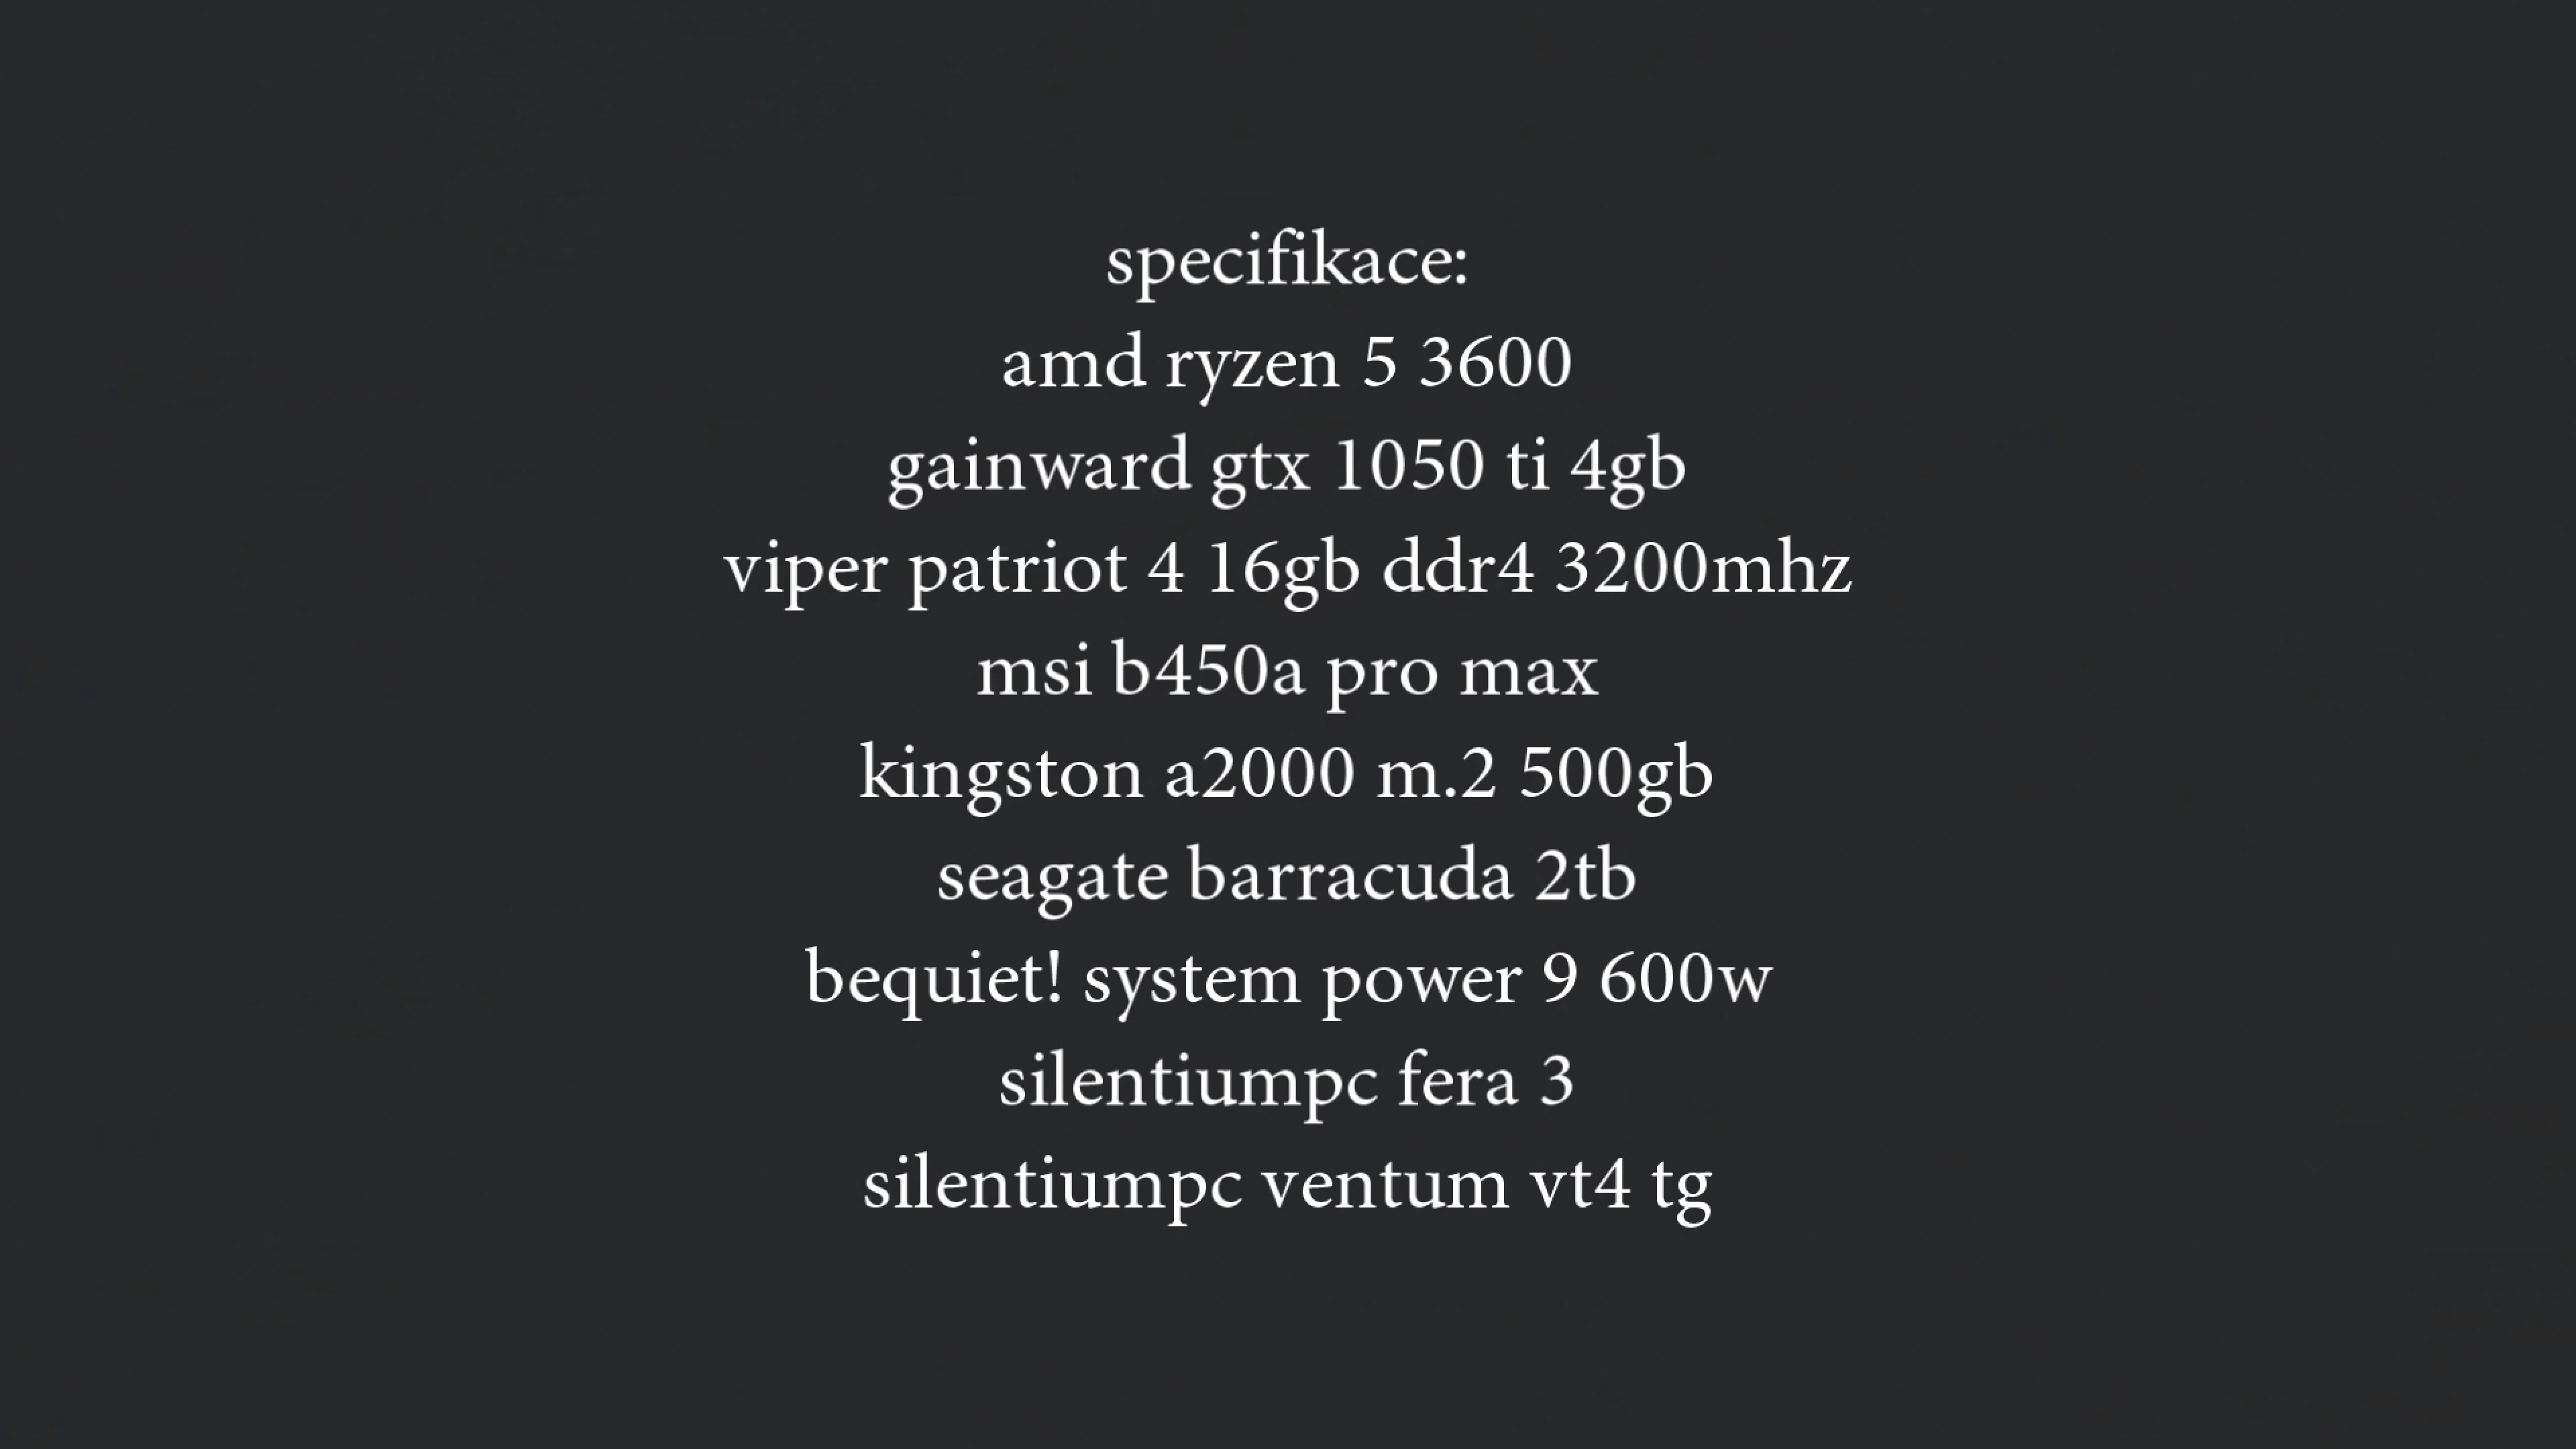 specifikace:
amd ryzen 5 3600
gainward gtx 1050 ti 4gb
viper patriot 4 16gb ddr4 3200mhz
msi b450a pro max
kingston a2000 m.2 500gb
seagate barracuda 2tb
bequiet! system power 9 600w
silentiumpc fera 3
silentiumpc ventum vt4 tg